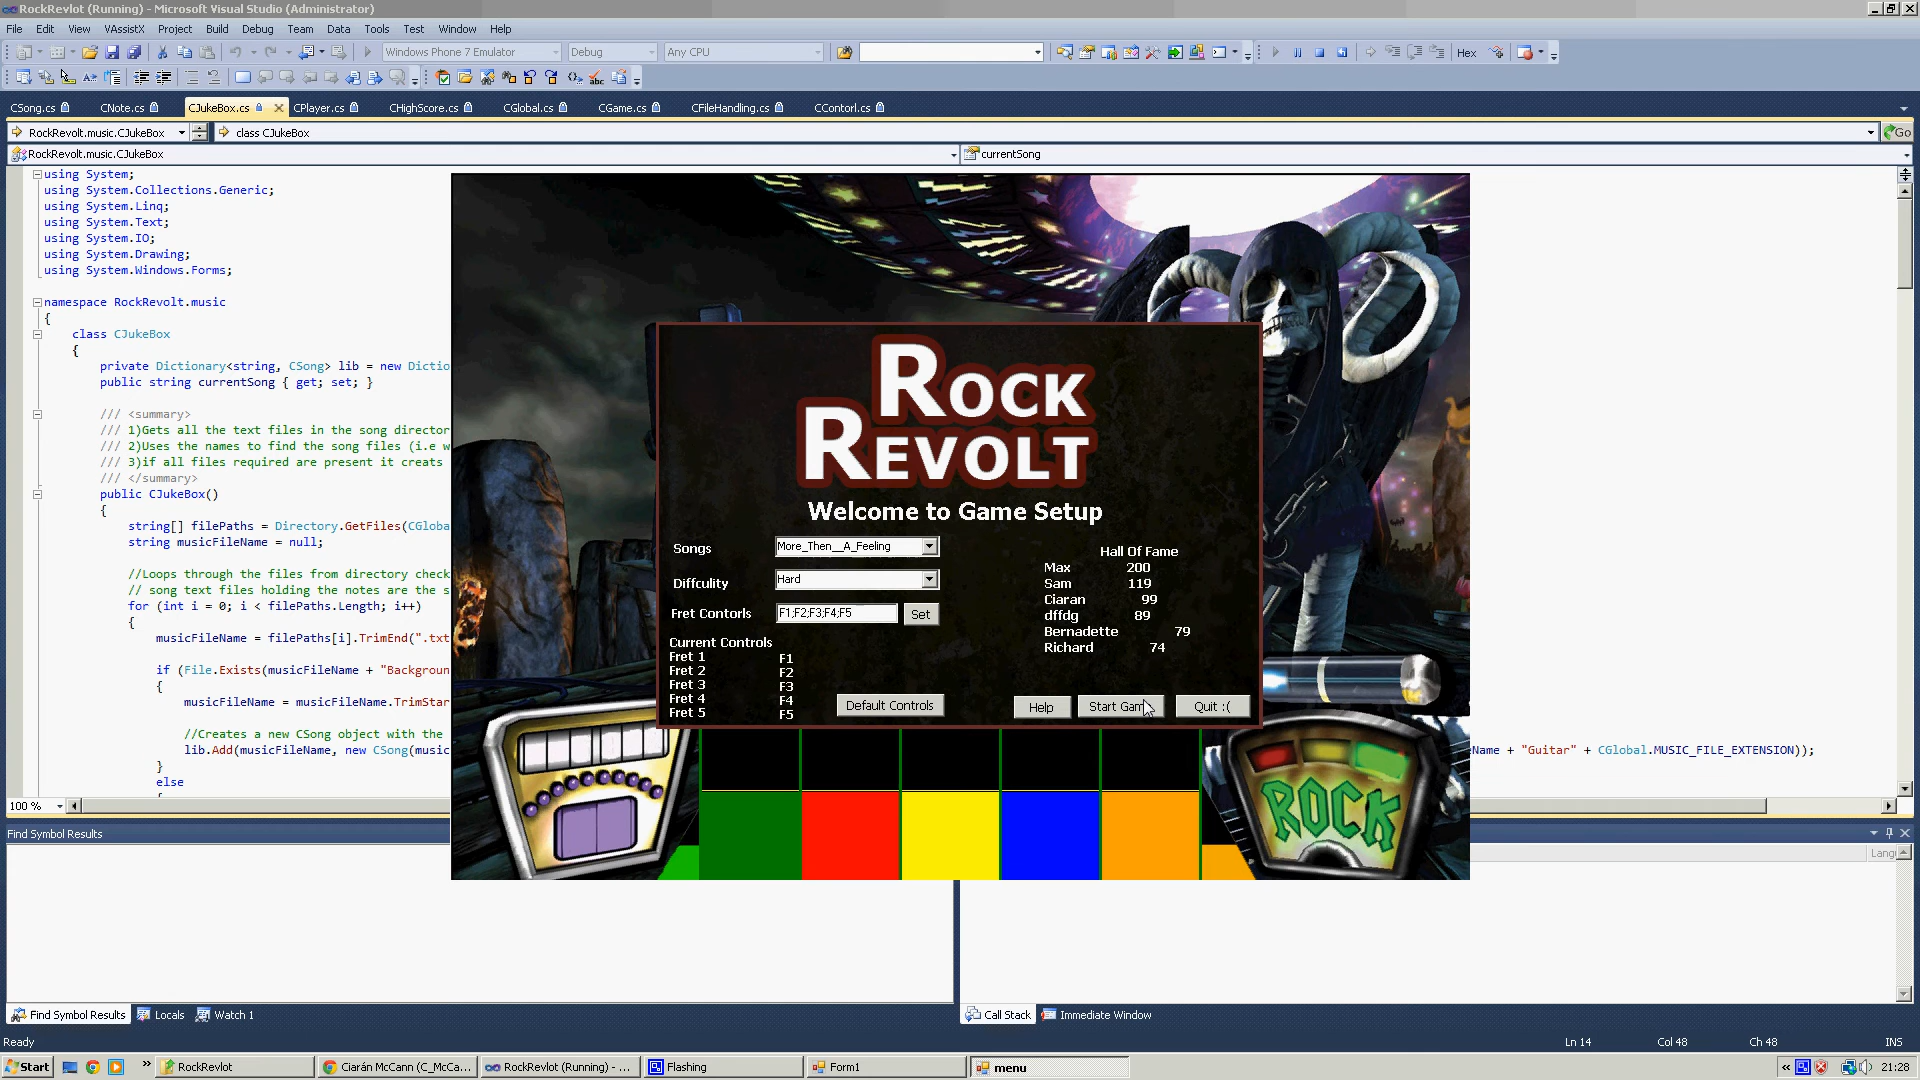 RockRevlot (Running) - Microsoft Visual Studio (Administrator)
File Edit View VAssistX Project Build Debug Team Data Tools Test Window Help
Windows Phone 7 Emulator Debug Any CPU Hex
CSong.cs CNote.cs CJukeBox.cs CPlayer.cs CHighScore.cs CGlobal.cs CGame.cs CFileHandling.cs CContorl.cs
RockRevolt.music.CJukeBox class CJukeBox Go
RockRevolt.music.CJukeBox currentSong
using System;
using System.Collections.Generic;
using System.Linq;
using System.Text;
using System.IO;
using System.Drawing;
using System.Windows.Forms;
namespace RockRevolt.music
{
class CJukeBox
{
private Dictionary<string, CSong> lib = new Dictio
public string currentSong { get; set; }
/// <summary>
/// 1)Gets all the text files in the song director
/// 2)Uses the names to find the song files (i.e w
/// 3)if all files required are present it creats
/// </summary>
public CJukeBox()
{
string[] filePaths = Directory.GetFiles(CGloba
string musicFileName = null;
//Loops through the files from directory check
// song text files holding the notes are the s
for (int i = 0; i < filePaths.Length; i++)
{
musicFileName = filePaths[i].TrimEnd(".txt
if (File.Exists(musicFileName + "Backgroun
{
musicFileName = musicFileName.TrimStar
//Creates a new CSong object with the
lib.Add(musicFileName, new CSong(music
eName + "Guitar" + CGlobal.MUSIC_FILE_EXTENSION));
}
else
100 %
ROCK
REVOLT
Welcome to Game Setup
Songs More_Then__A_Feeling
Diffculity Hard
Fret Contorls F1;F2;F3;F4;F5 Set
Current Controls
Fret 1 F1
Fret 2 F2
Fret 3 F3
Fret 4 F4
Fret 5 F5
Default Controls
Hall Of Fame
Max 200
Sam 119
Ciaran 99
dffdg 89
Bernadette 79
Richard 74
Help Start Gam Quit :(
ROCK
Find Symbol Results
Lang
Find Symbol Results Locals Watch 1 Call Stack Immediate Window
Ready Ln 14 Col 48 Ch 48 INS
Start RockRevlot Ciarán McCann (C_McCa... RockRevlot (Running) - ... Flashing Form1 menu 21:28